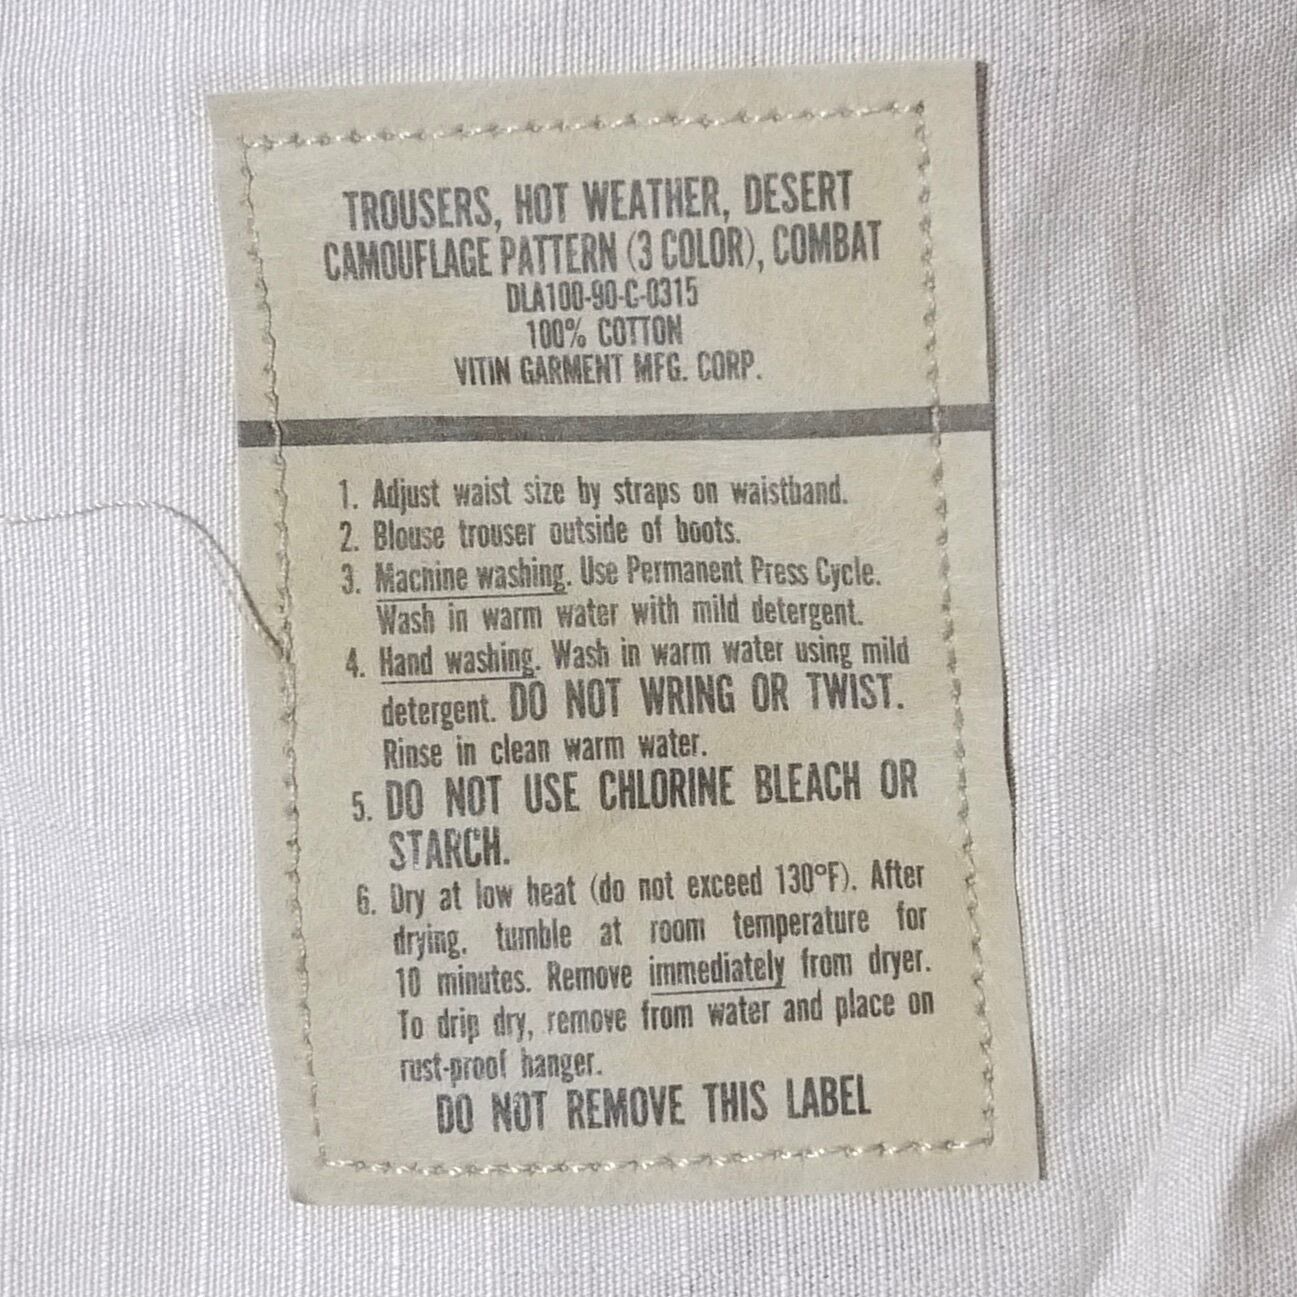 TROUSERS, HOT WEATHER, DESERT
CAMOUFLAGE PATTERN (3 COLOR), COMBAT
DLA100-90-C-0315
100% COTTON
VITIN GARMENT MFG. CORP.
1. Adjust waist size by straps on waistband.
2. Blouse trouser outside of boots.
3. Machine washing. Use Permanent Press Cycle.
Wash in warm water with mild detergent.
4. Hand washing. Wash in warm water using mild
detergent. DO NOT WRING OR TWIST.
Rinse in clean warm water.
5. DO NOT USE CHLORINE BLEACH OR
STARCH.
6. Dry at low heat (do not exceed 130°F). After
drying, tumble at room temperature for
10 minutes. Remove immediately from dryer.
To drip dry, remove from water and place on
rust-proof hanger.
DO NOT REMOVE THIS LABEL